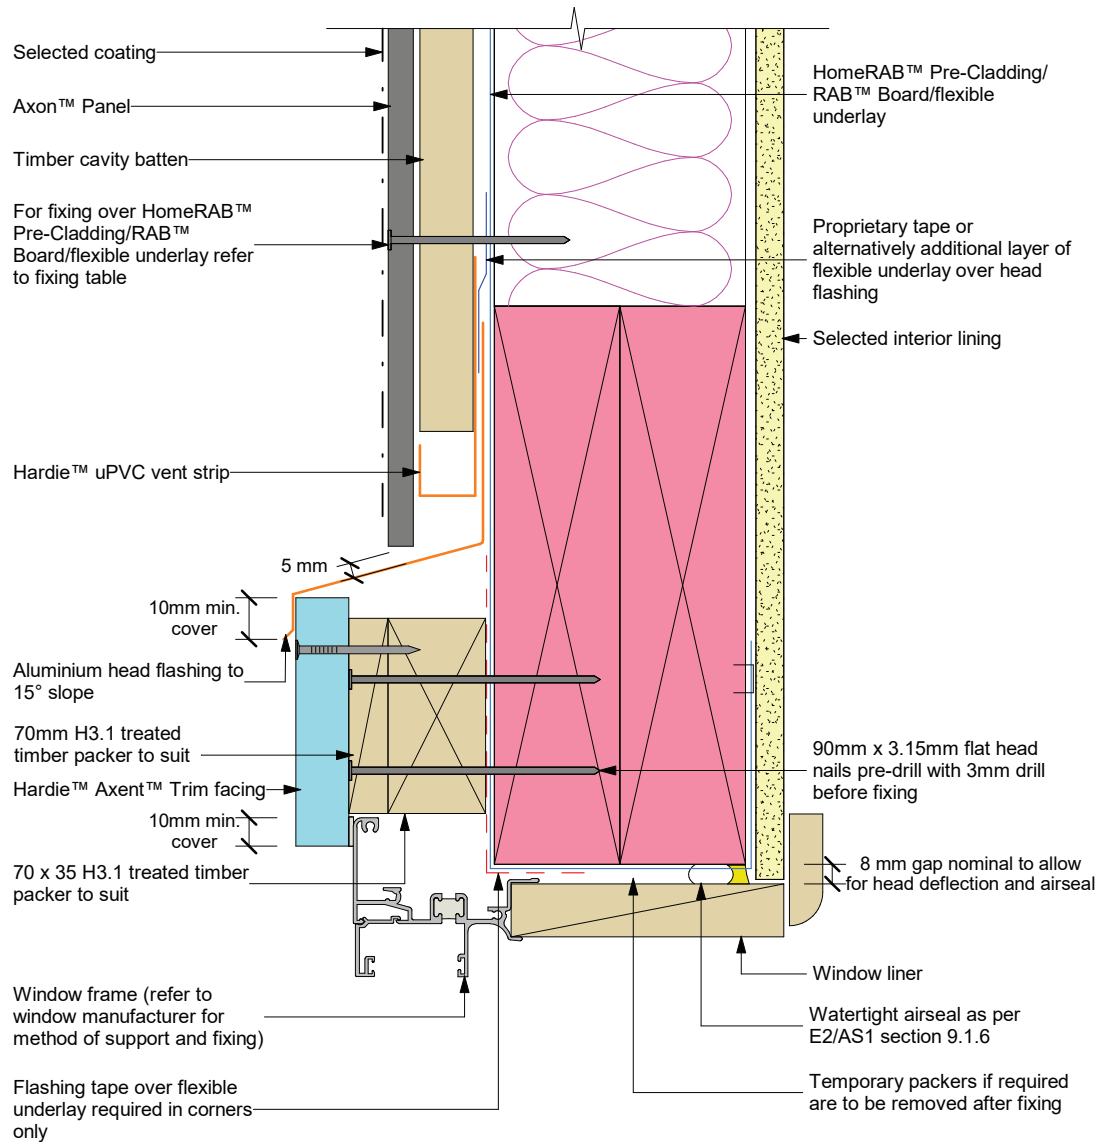 Selected coating
Axon™ Panel
Timber cavity batten
For fixing over HomeRAB™
Pre-Cladding/RAB™
Board/flexible underlay refer
to fixing table
Hardie™ uPVC vent strip
5 mm
10mm min.
cover
Aluminium head flashing to
15° slope
70mm H3.1 treated
timber packer to suit
Hardie™ Axent™ Trim facing
10mm min.
cover
70 x 35 H3.1 treated timber
packer to suit
Window frame (refer to
window manufacturer for
method of support and fixing)
Flashing tape over flexible
underlay required in corners
only
HomeRAB™ Pre-Cladding/
RAB™ Board/flexible
underlay
Proprietary tape or
alternatively additional layer of
flexible underlay over head
flashing
Selected interior lining
90mm x 3.15mm flat head
nails pre-drill with 3mm drill
before fixing
8 mm gap nominal to allow
for head deflection and airseal
Window liner
Watertight airseal as per
E2/AS1 section 9.1.6
Temporary packers if required
are to be removed after fixing